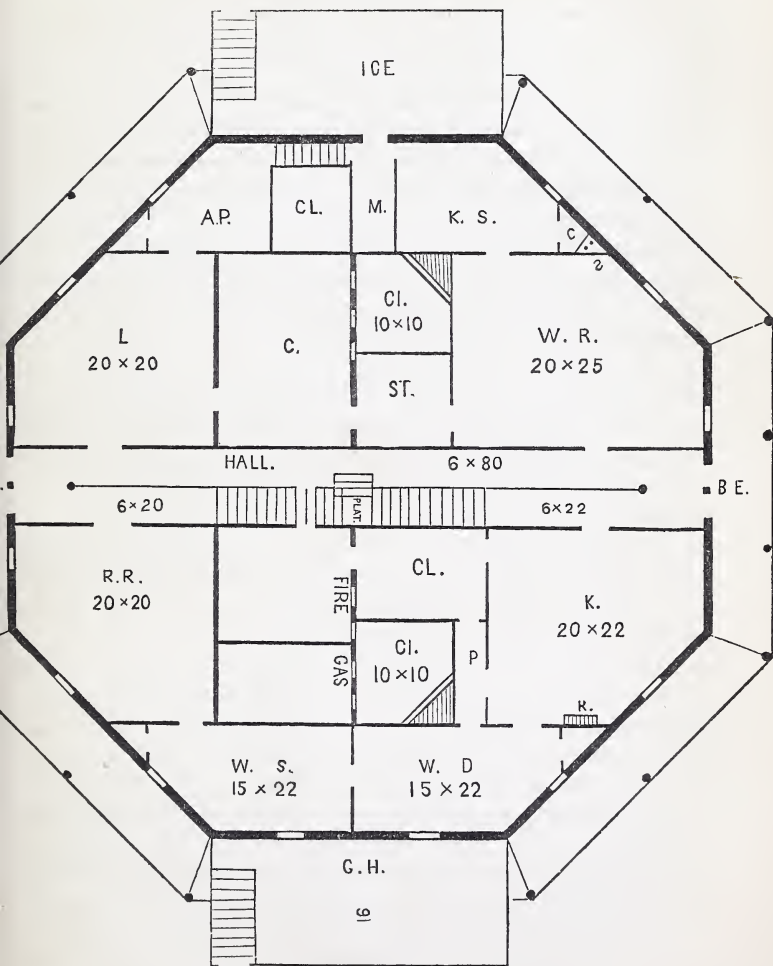 ICE
A.P.
CL.
M.
K. S.
C
2
Cl.
10×10
L
20 × 20
C.
W. R.
20×25
ST.
HALL.
6 × 80
PLAT.
B E.
6×20
6×22
R.R.
20×20
FIRE
CL.
K.
20×22
GAS
Cl.
10×10
P
R.
W. S.
15 × 22
W. D
15 × 22
G.H.
16